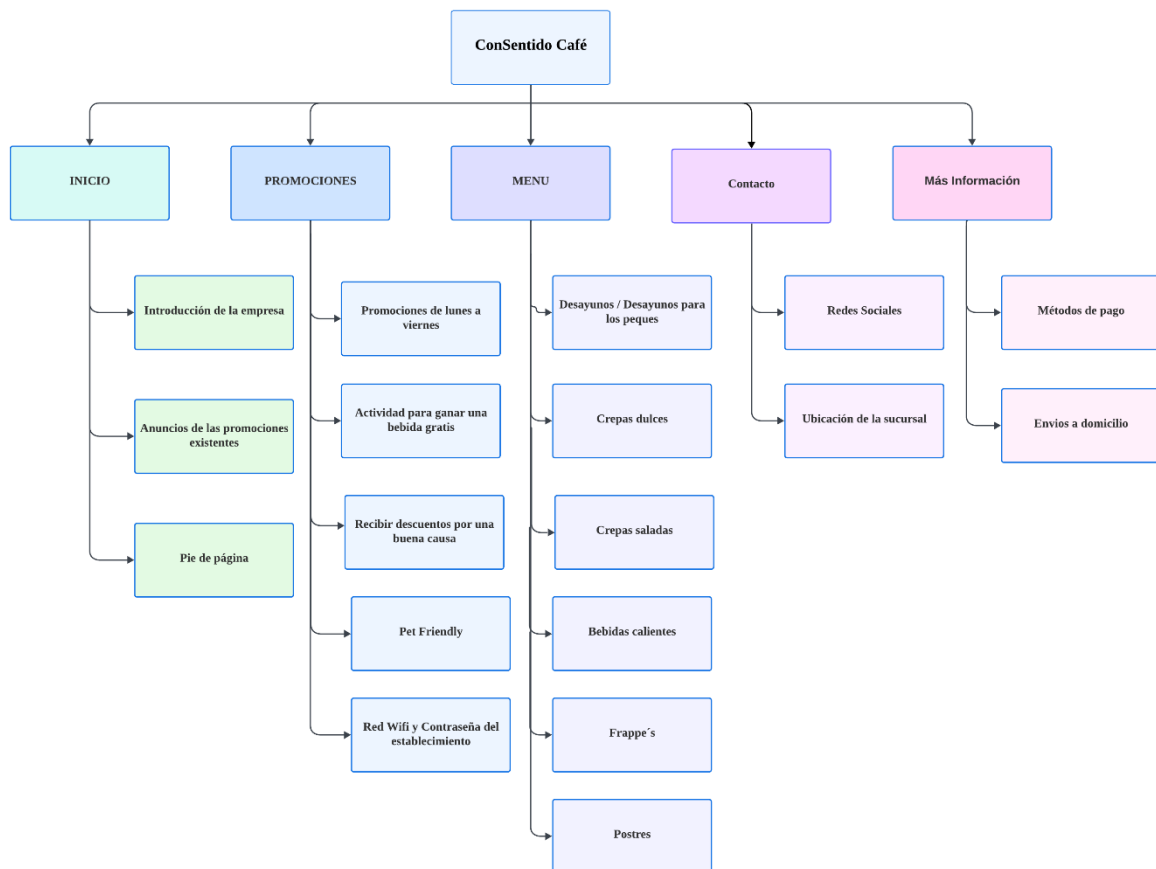 ConSentido Café
INICIO
PROMOCIONES
MENU
Contacto
Más Información
Introducción de la empresa
Anuncios de las promociones
existentes
Pie de página
Promociones de lunes a
viernes
Actividad para ganar una
bebida gratis
Recibir descuentos por una
buena causa
Pet Friendly
Red Wifi y Contraseña del
establecimiento
Desayunos / Desayunos para
los peques
Crepas dulces
Crepas saladas
Bebidas calientes
Frappe´s
Postres
Redes Sociales
Ubicación de la sucursal
Métodos de pago
Envios a domicilio